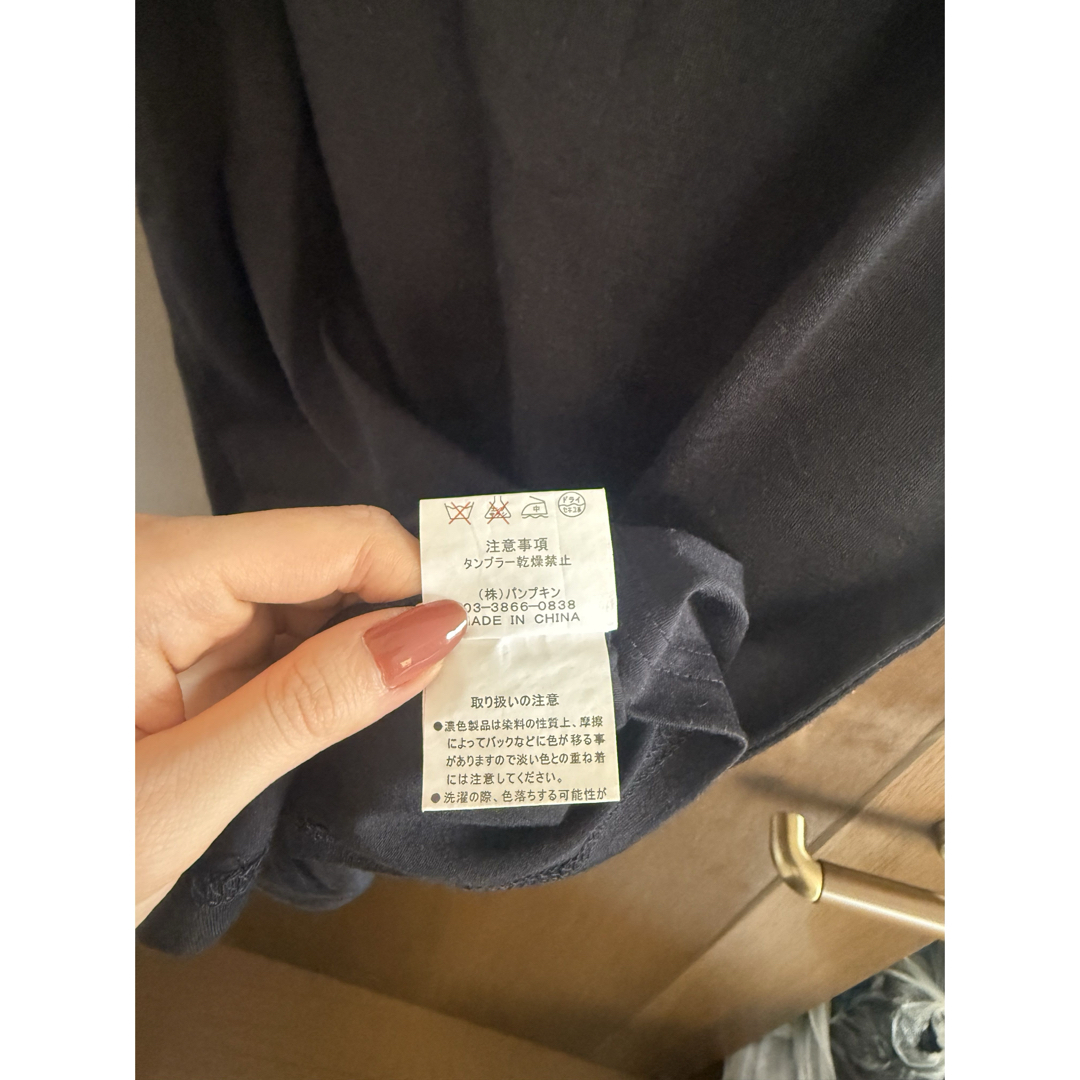 中
ドライ
セキユ系
注意事項
タンブラー乾燥禁止
(株)パンプキン
03-3866-0838
MADE IN CHINA
取り扱いの注意
●濃色製品は染料の性質上、摩擦
によってバックなどに色が移る事
がありますので淡い色との重ね着
には注意してください。
●洗濯の際、色落ちする可能性が